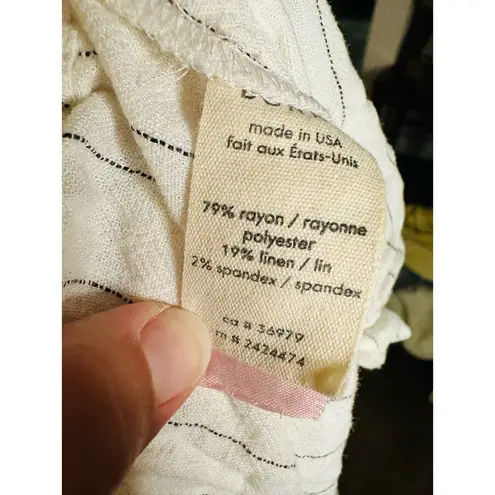 made in USA
fait aux États-Unis
79% rayon / rayonne
polyester
19% linen / lin
2% spandex / spandex
ca # 36979
rn # 2424474